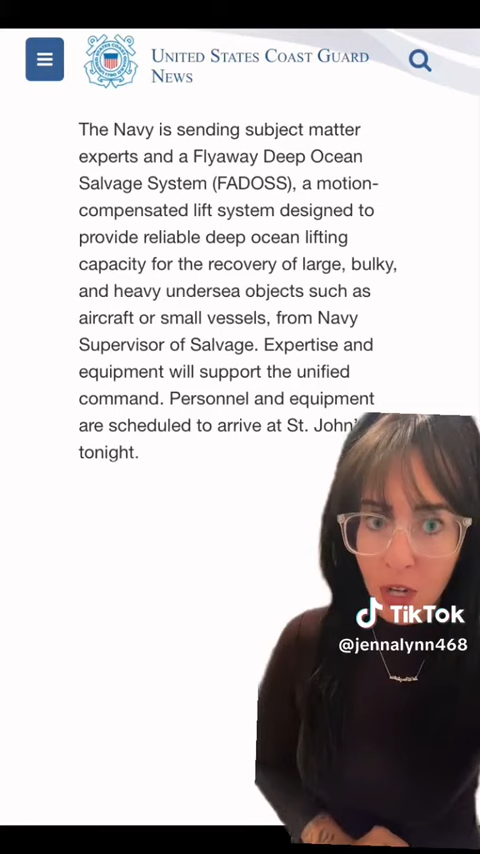 UNITED STATES COAST GUARD
NEWS
The Navy is sending subject matter
experts and a Flyaway Deep Ocean
Salvage System (FADOSS), a motion-
compensated lift system designed to
provide reliable deep ocean lifting
capacity for the recovery of large, bulky,
and heavy undersea objects such as
aircraft or small vessels, from Navy
Supervisor of Salvage. Expertise and
equipment will support the unified
command. Personnel and equipment
are scheduled to arrive at St. John'
tonight.
TikTok
@jennalynn468